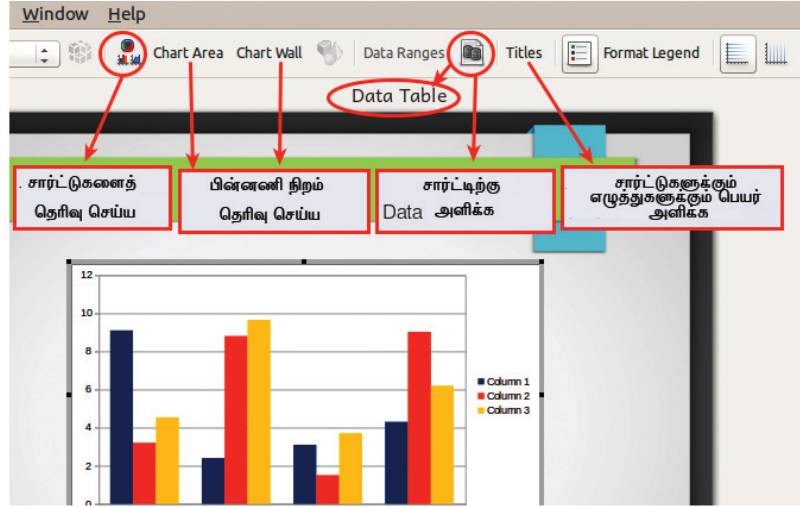 Window Help
Chart Area Chart Wall Data Ranges Titles Format Legend
Data Table
. சார்ட்டுகளைத்
தெரிவு செய்ய
பின்னணி நிறம்
தெரிவு செய்ய
சார்ட்டிற்கு
Data அளிக்க
சார்ட்டுகளுக்கும்
எழுத்துகளுக்கும் பெயர்
அளிக்க
12
10
8
6
4
2
0
Column 1
Column 2
Column 3